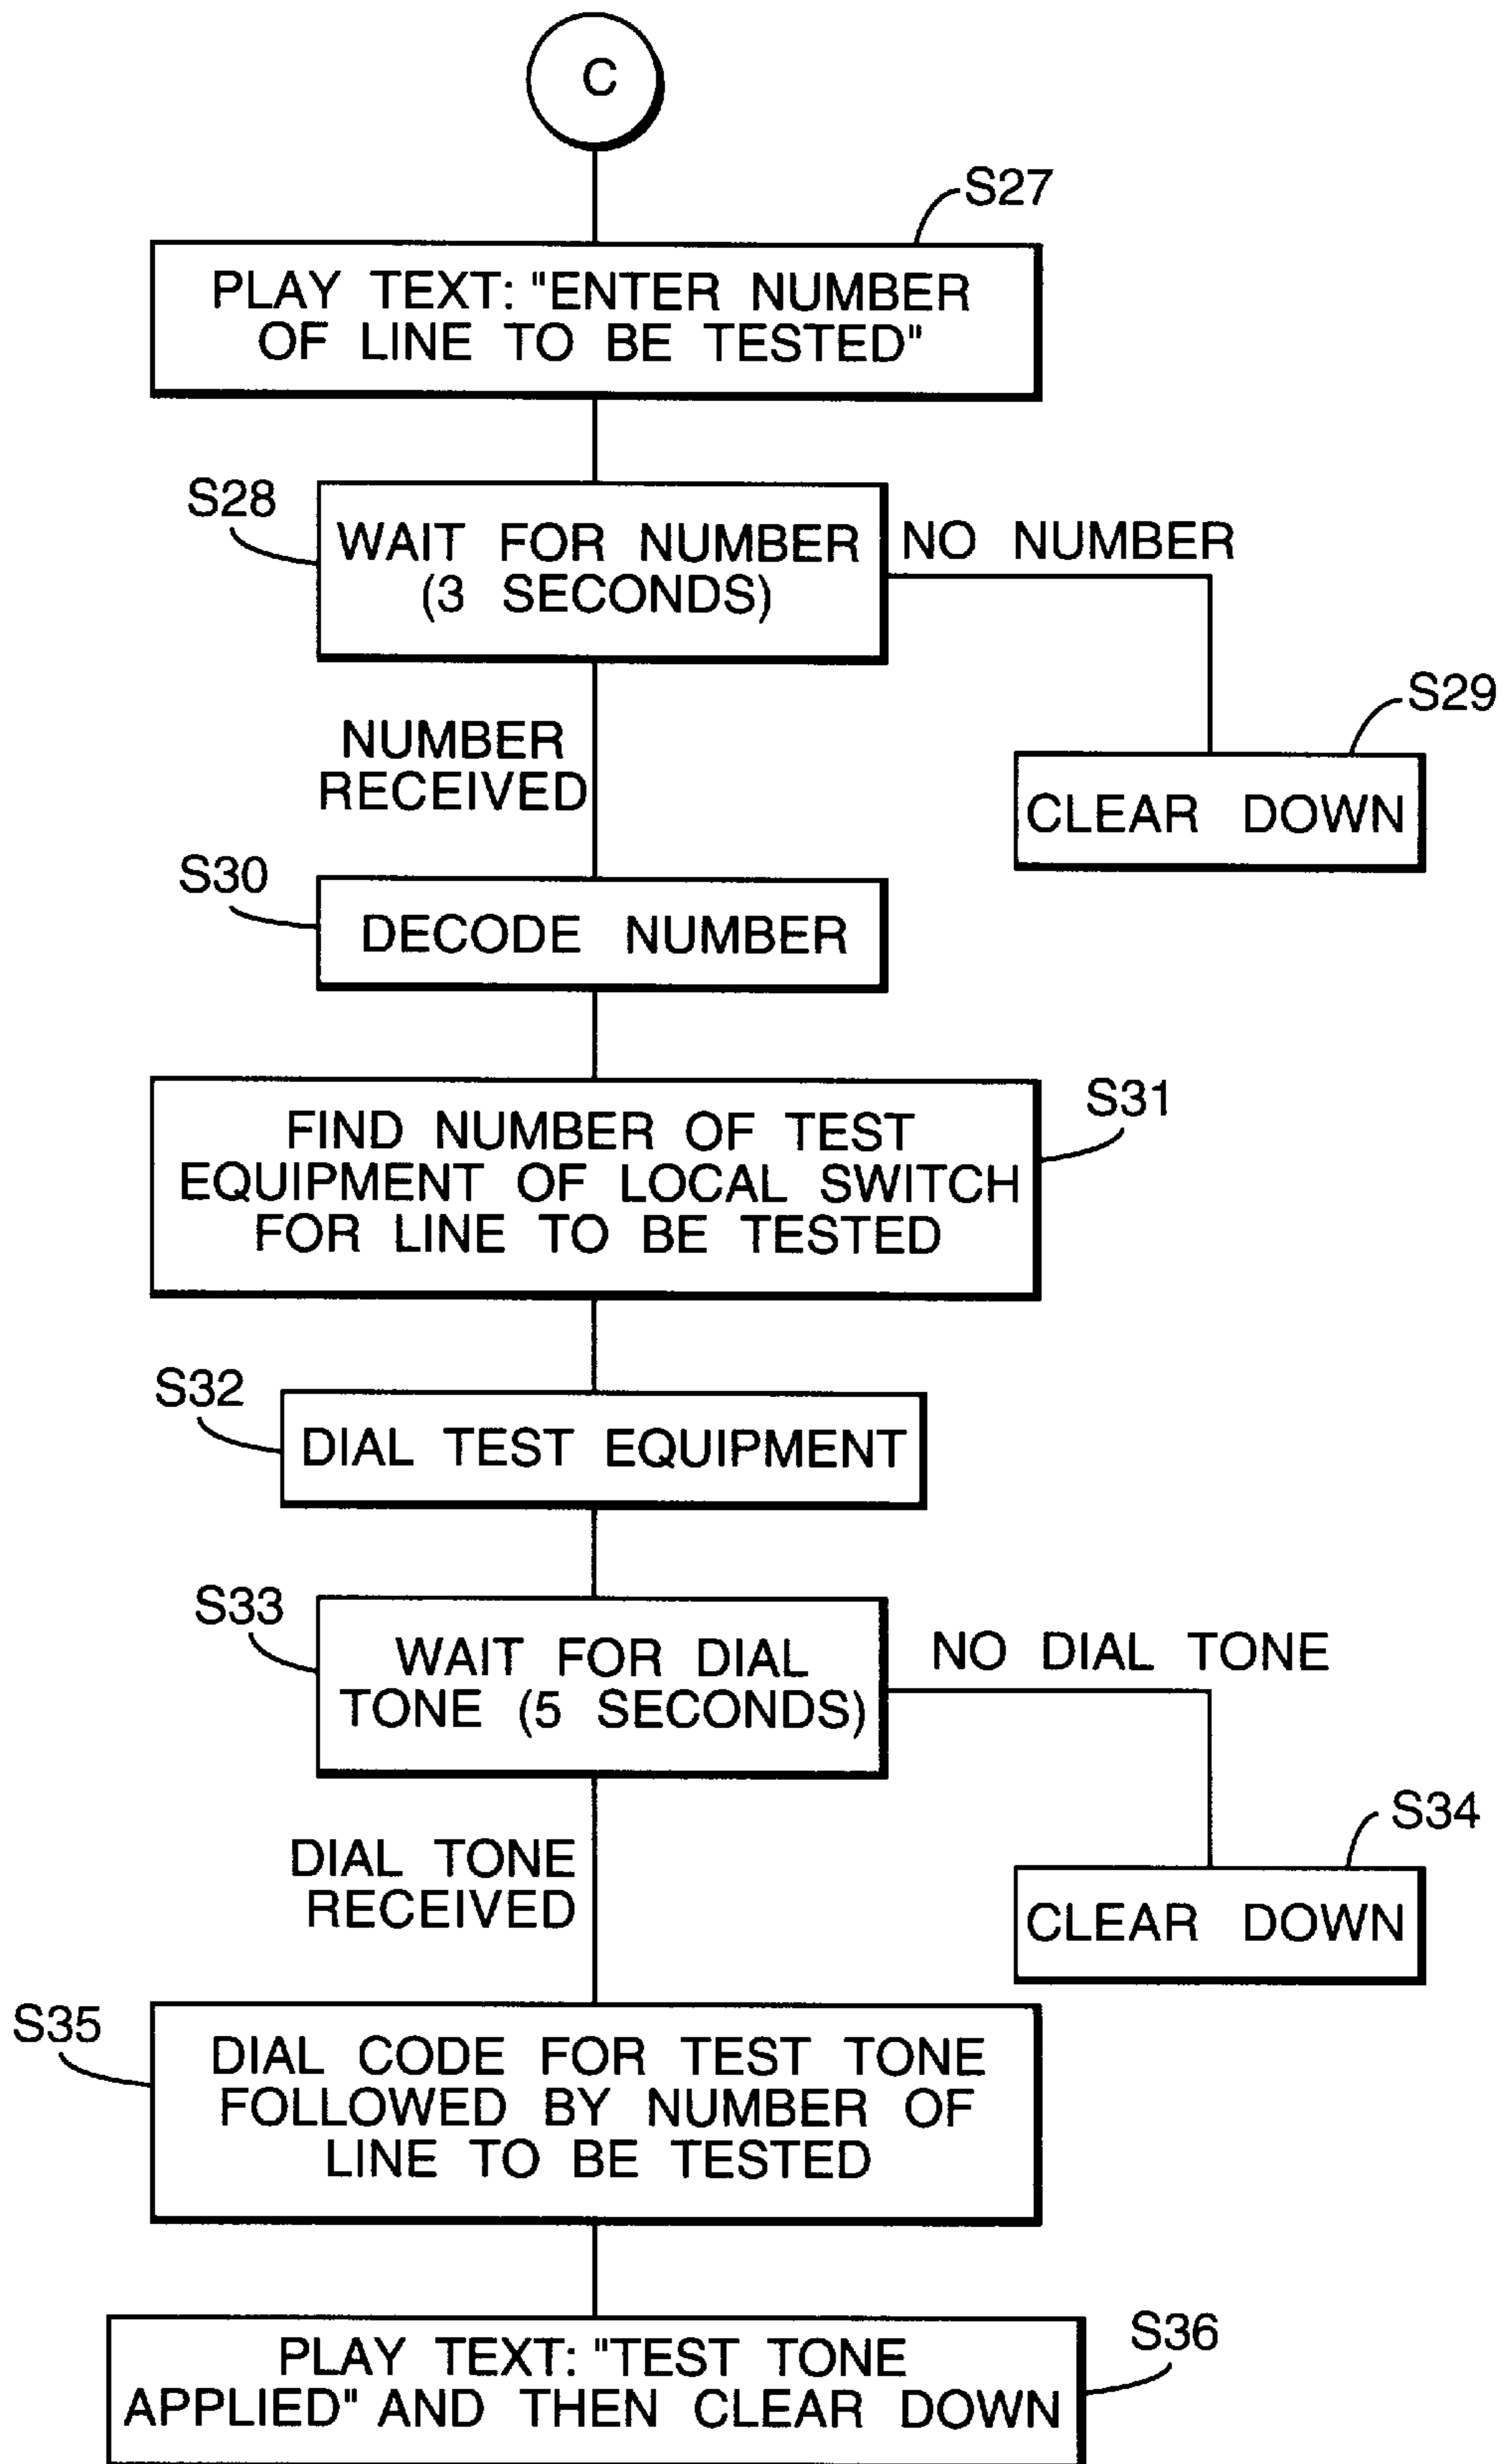 C
S27
PLAY TEXT: "ENTER NUMBER
OF LINE TO BE TESTED"
S28
WAIT FOR NUMBER
(3 SECONDS)
NO NUMBER
S29
CLEAR DOWN
NUMBER
RECEIVED
S30
DECODE NUMBER
S31
FIND NUMBER OF TEST
EQUIPMENT OF LOCAL SWITCH
FOR LINE TO BE TESTED
S32
DIAL TEST EQUIPMENT
S33
WAIT FOR DIAL
TONE (5 SECONDS)
NO DIAL TONE
S34
CLEAR DOWN
DIAL TONE
RECEIVED
S35
DIAL CODE FOR TEST TONE
FOLLOWED BY NUMBER OF
LINE TO BE TESTED
S36
PLAY TEXT: "TEST TONE
APPLIED" AND THEN CLEAR DOWN